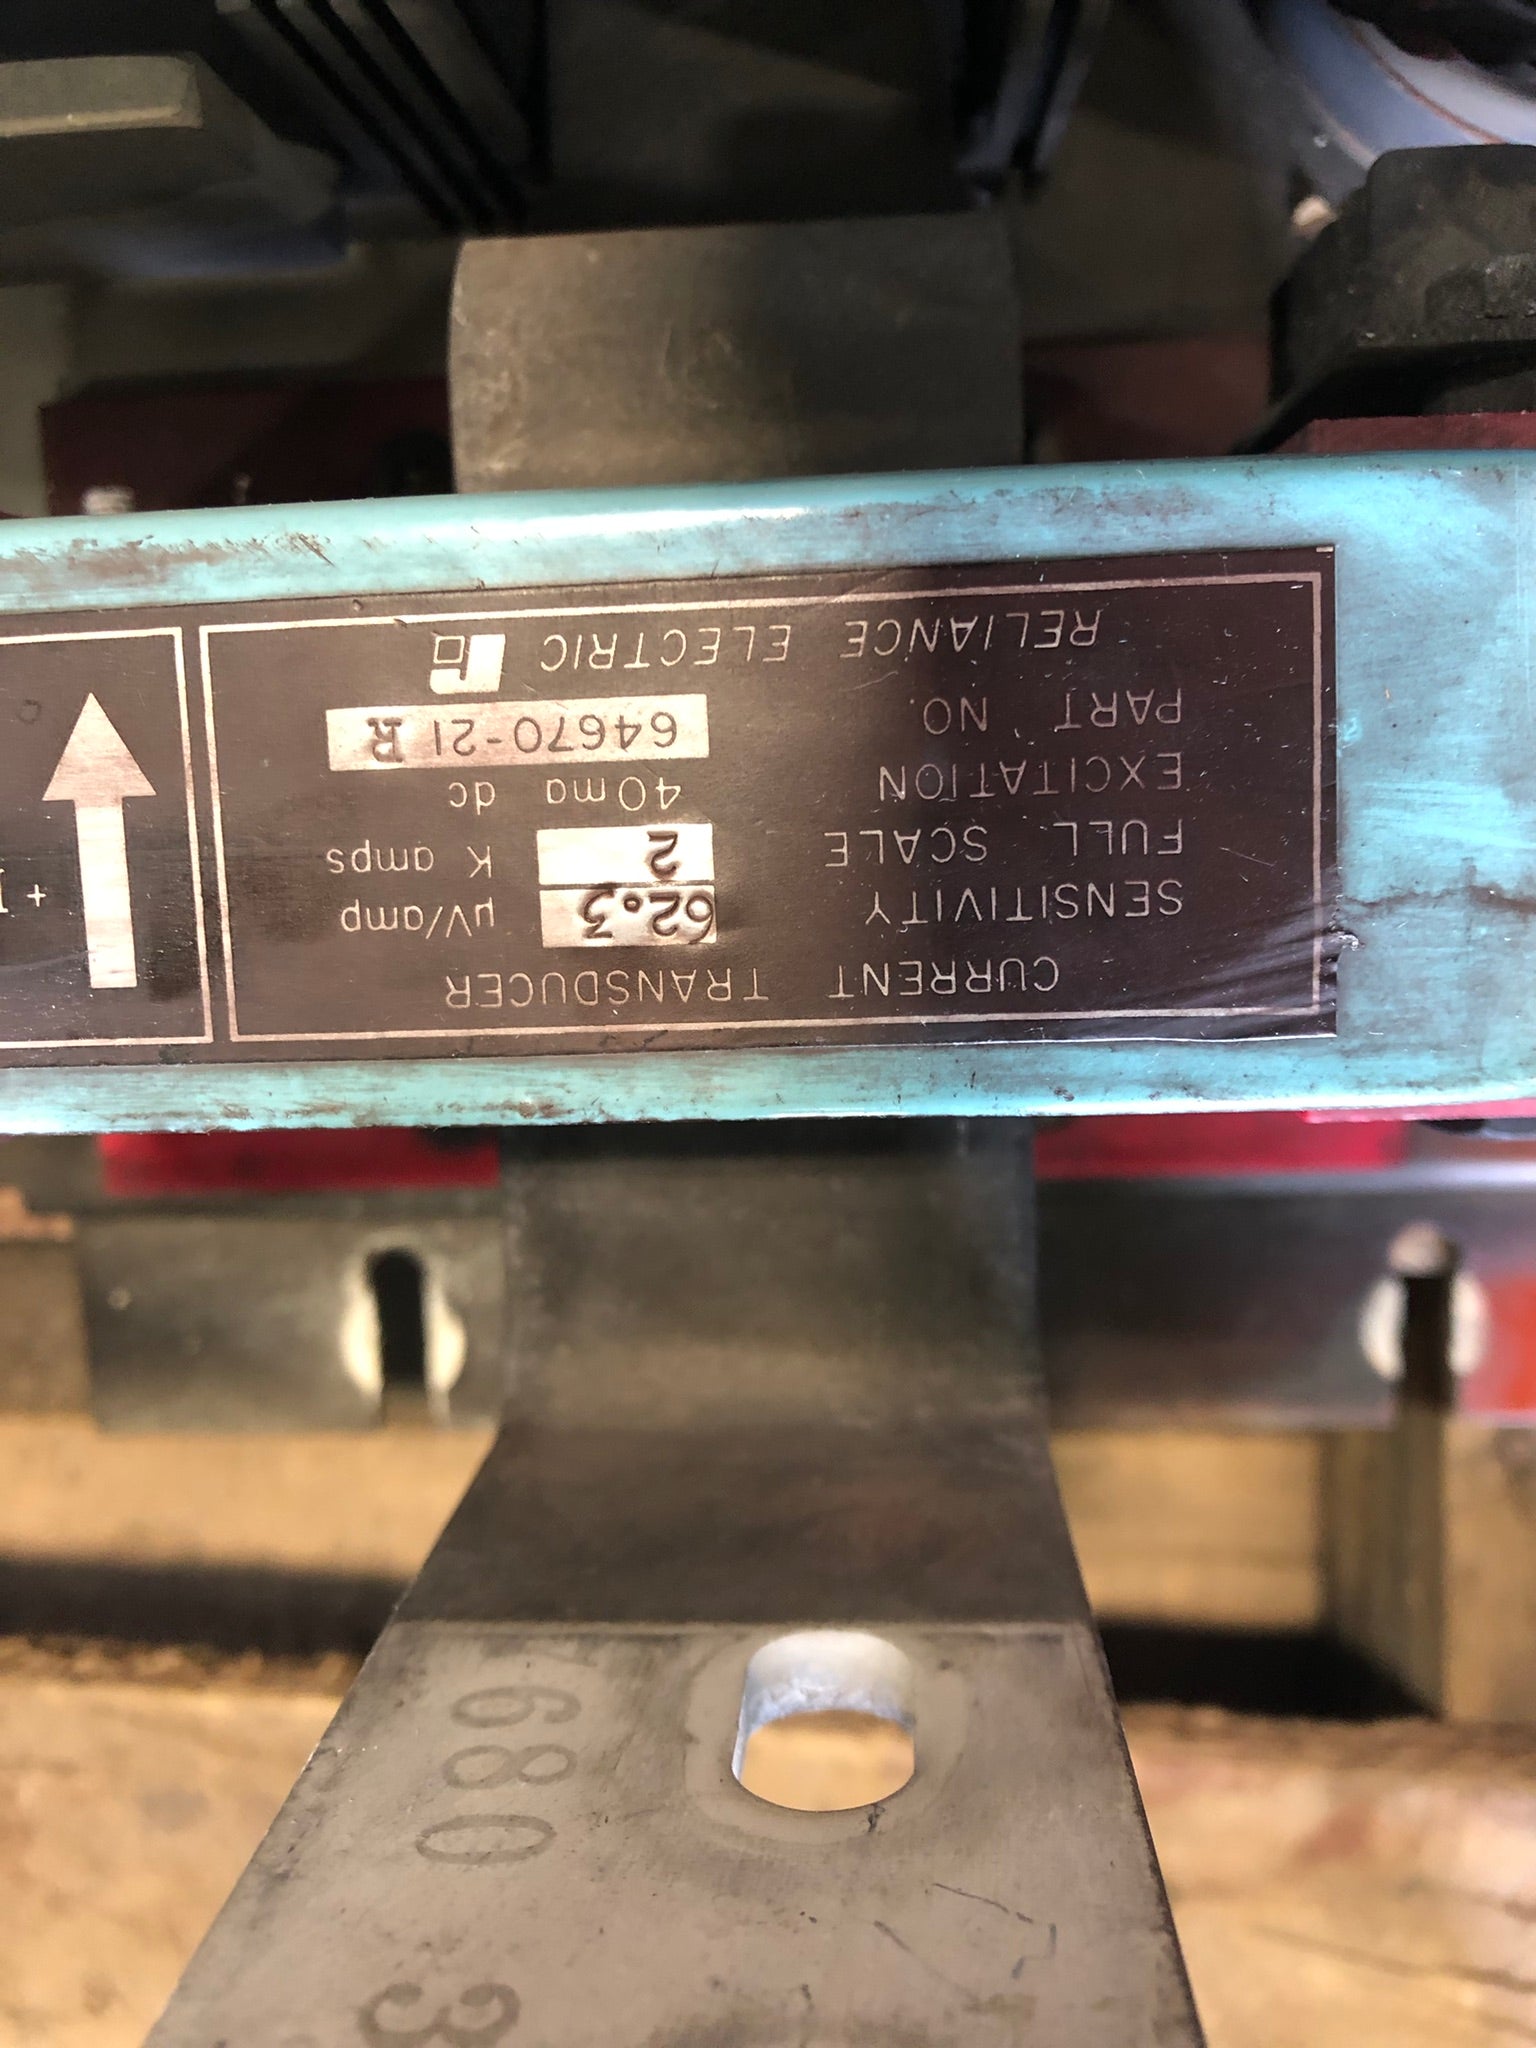 CURRENT TRANSDUCER
SENSITIVITY 62.3 µV/amp
FULL SCALE 2 K amps
EXCITATION 40ma dc
PART NO. 64670-21 R
RELIANCE ELECTRIC
+
680 3